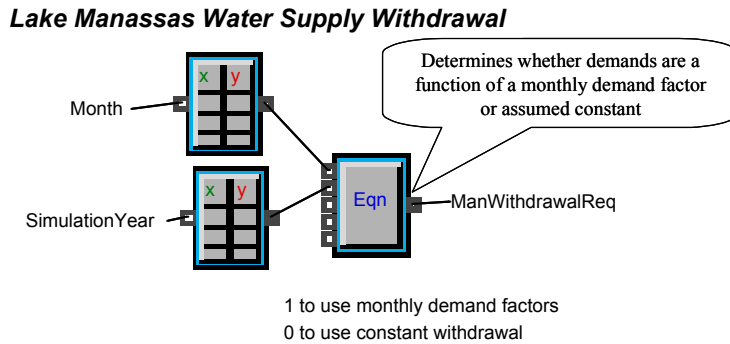 Lake Manassas Water Supply Withdrawal
Determines whether demands are a
function of a monthly demand factor
or assumed constant
x y
Month
x y
SimulationYear
Eqn
ManWithdrawalReq
1 to use monthly demand factors
0 to use constant withdrawal